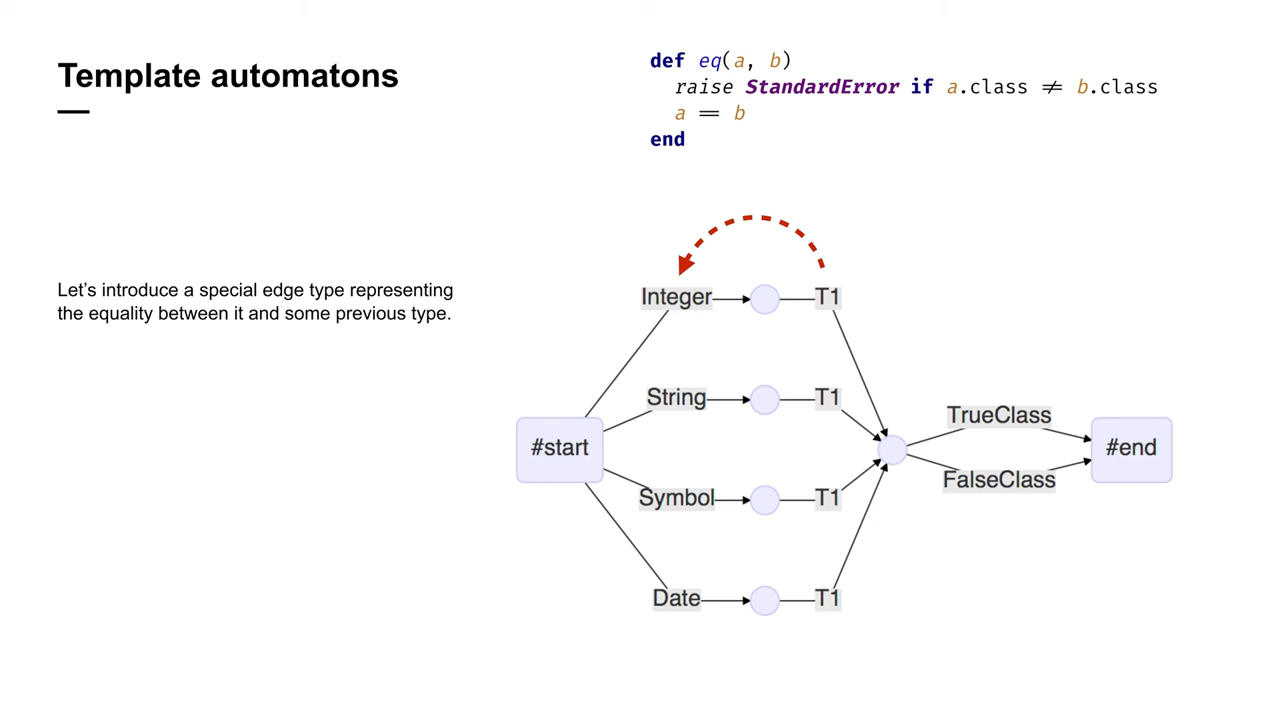 Template automatons
def eq(a, b)
raise StandardError if a.class ≠ b.class
a == b
end
Let's introduce a special edge type representing
the equality between it and some previous type.
Integer T1
String T1
TrueClass
#start #end
FalseClass
Symbol T1
Date T1